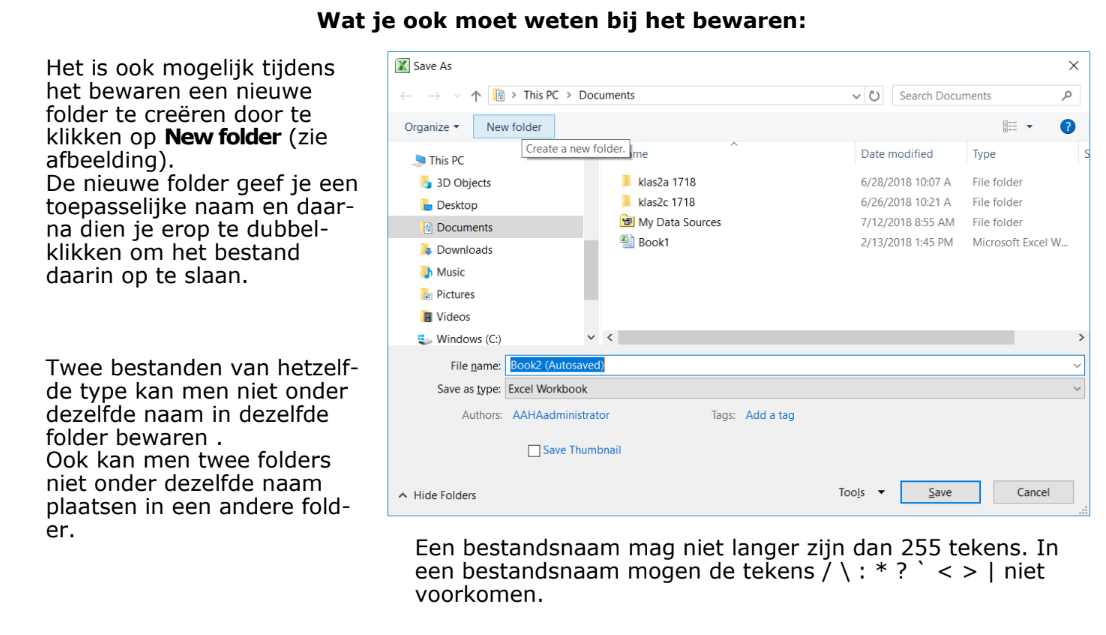 Wat je ook moet weten bij het bewaren:
Het is ook mogelijk tijdens
het bewaren een nieuwe
folder te creëren door te
klikken op New folder (zie
afbeelding).
De nieuwe folder geef je een
toepasselijke naam en daar-
na dien je erop te dubbel-
klikken om het bestand
daarin op te slaan.
Twee bestanden van hetzelf-
de type kan men niet onder
dezelfde naam in dezelfde
folder bewaren .
Ook kan men twee folders
niet onder dezelfde naam
plaatsen in een andere fold-
er.
Save As
This PC > Documents
Search Documents
Organize
New folder
Create a new folder.
Date modified
Type
S
This PC
3D Objects
Desktop
Documents
Downloads
Music
Pictures
Videos
Windows (C:)
klas2a 1718 6/28/2018 10:07 A File folder
klas2c 1718 6/26/2018 10:21 A File folder
My Data Sources 7/12/2018 8:55 AM File folder
Book1 2/13/2018 1:45 PM Microsoft Excel W...
File name: Book2 (Autosaved)
Save as type: Excel Workbook
Authors: AAHAadministrator Tags: Add a tag
Save Thumbnail
Hide Folders Tools Save Cancel
Een bestandsnaam mag niet langer zijn dan 255 tekens. In
een bestandsnaam mogen de tekens / \ : * ? ` < > | niet
voorkomen.